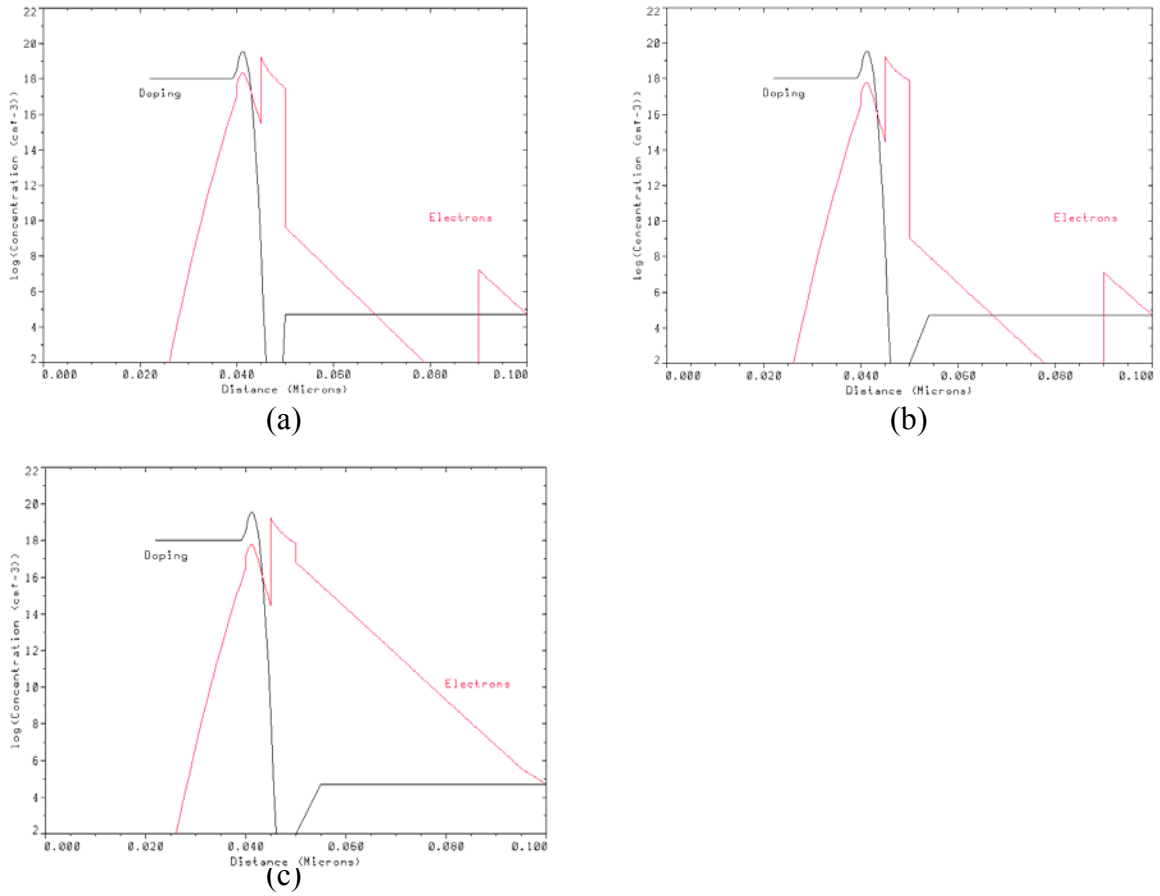 log(Concentration (cm^-3))
22
20
18
16
14
12
10
8
6
4
2
Doping
Electrons
0.000 0.020 0.040 0.060 0.080 0.100
Distance (Microns)
(a)
log(Concentration (cm^-3))
22
20
18
16
14
12
10
8
6
4
2
Doping
Electrons
0.000 0.020 0.040 0.060 0.080 0.100
Distance (Microns)
(b)
log(Concentration (cm^-3))
22
20
18
16
14
12
10
8
6
4
2
Doping
Electrons
0.000 0.020 0.040 0.060 0.080 0.100
Distance (Microns)
(c)